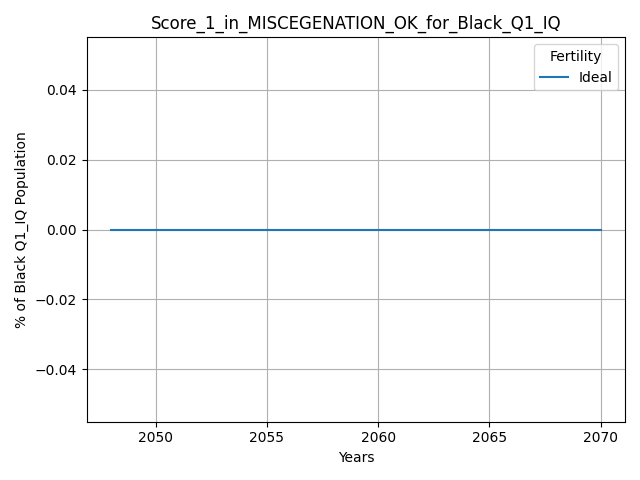 Score_1_in_MISCEGENATION_OK_for_Black_Q1_IQ
Fertility
Ideal
% of Black Q1_IQ Population
0.04
0.02
0.00
−0.02
−0.04
2050 2055 2060 2065 2070
Years